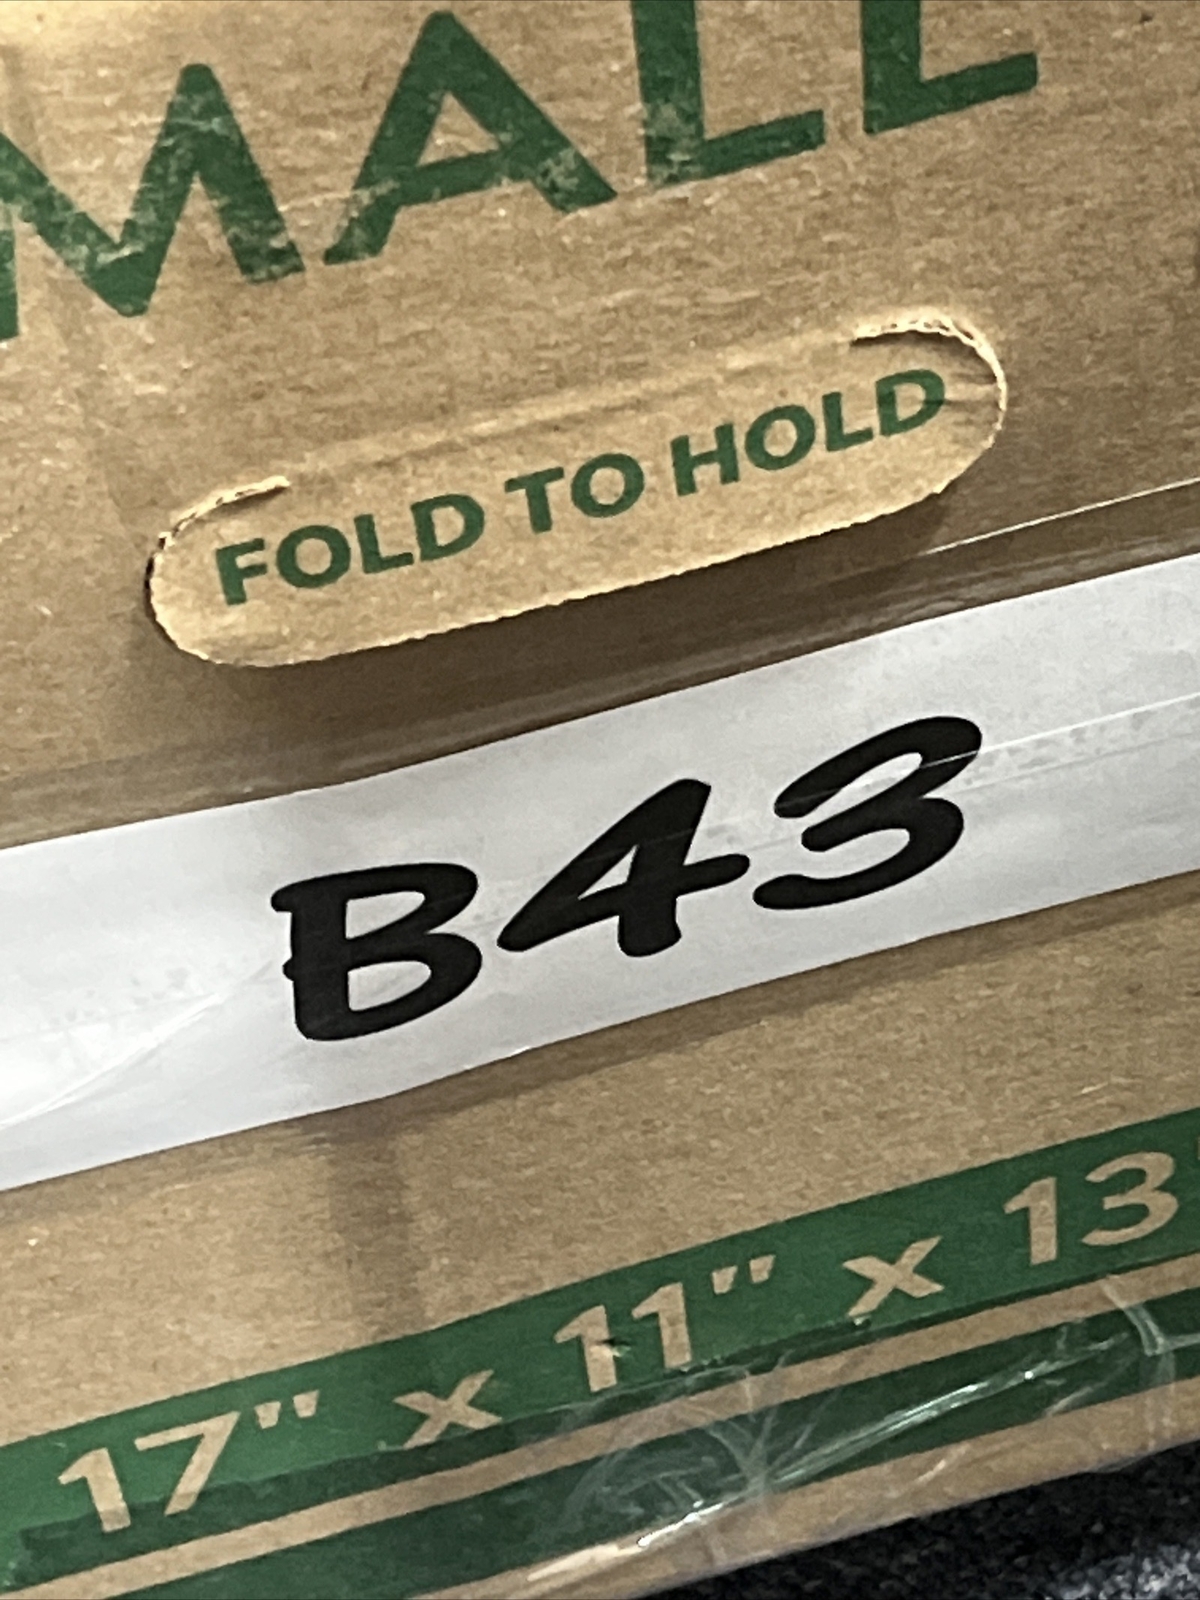 MALL
FOLD TO HOLD
B43
17" x 11" x 13"